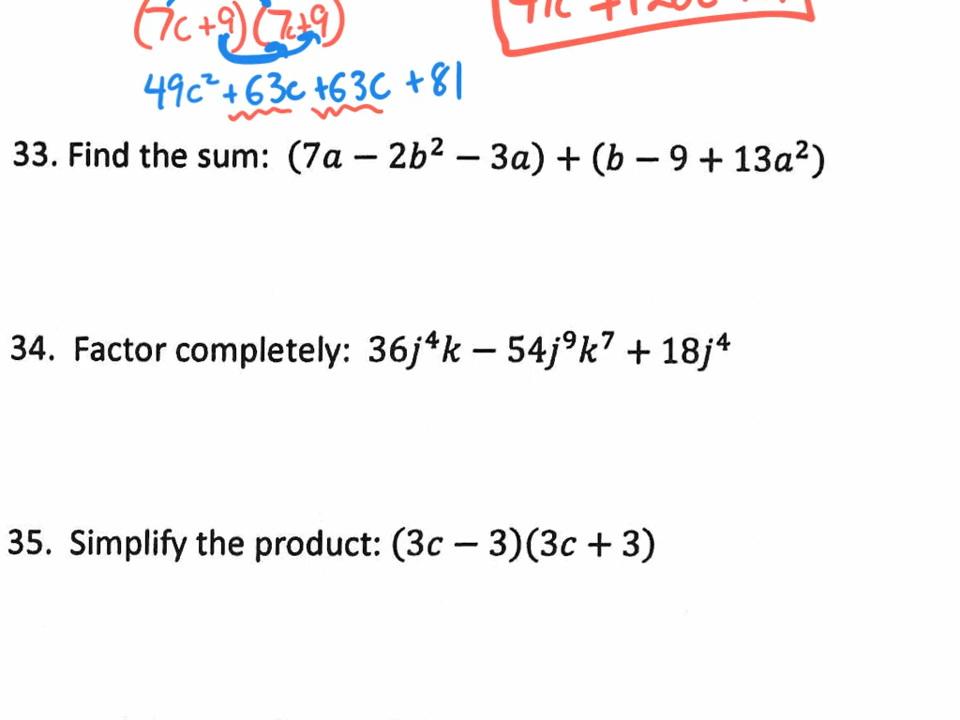 (7c+9)(7c+9)
49c²+63c+63c+81
33. Find the sum: (7a − 2b² − 3a) + (b − 9 + 13a²)
34. Factor completely: 36j⁴k − 54j⁹k⁷ + 18j⁴
35. Simplify the product: (3c − 3)(3c + 3)